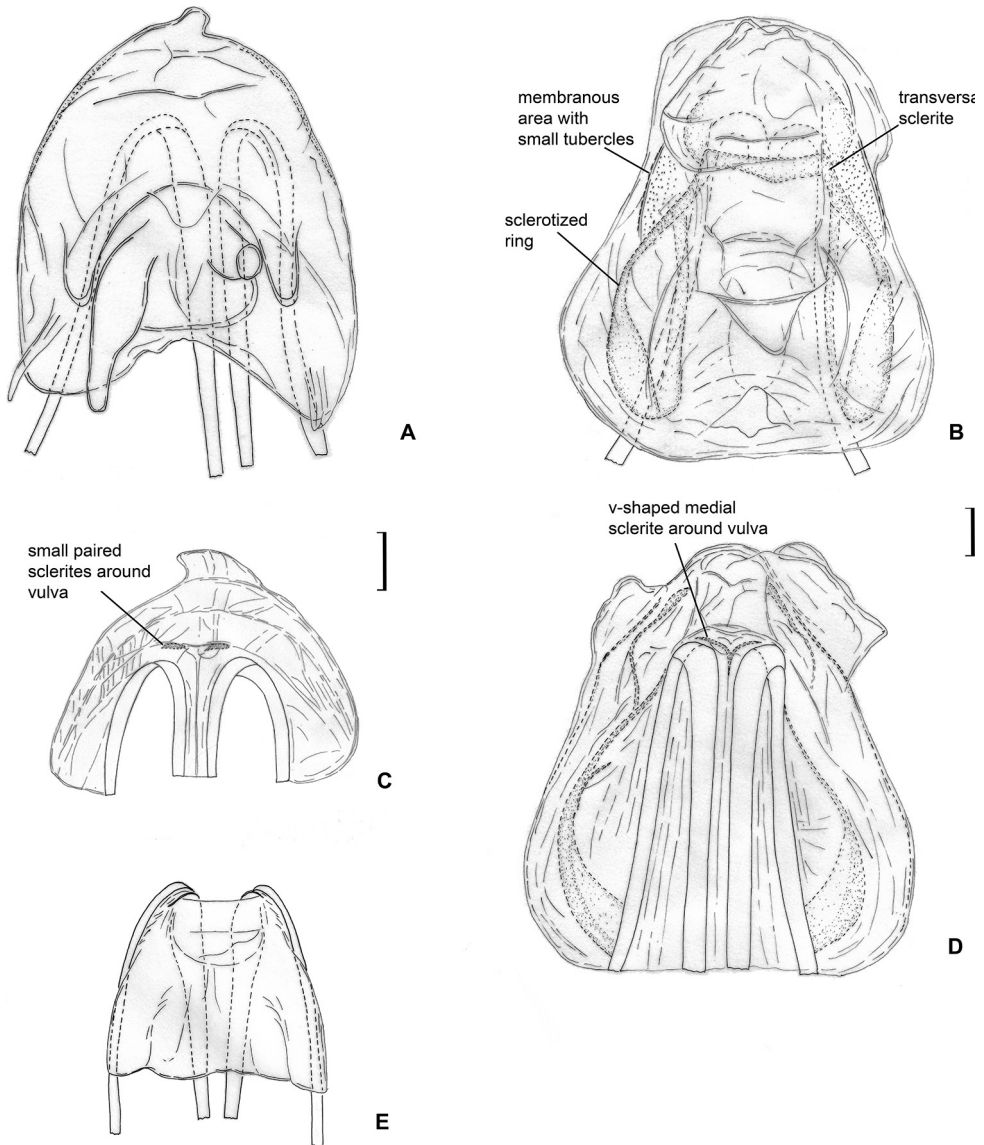 membranous
area with
small tubercles
transversa
sclerite
sclerotized
ring
A
B
small paired
sclerites around
vulva
v-shaped medial
sclerite around vulva
C
D
E